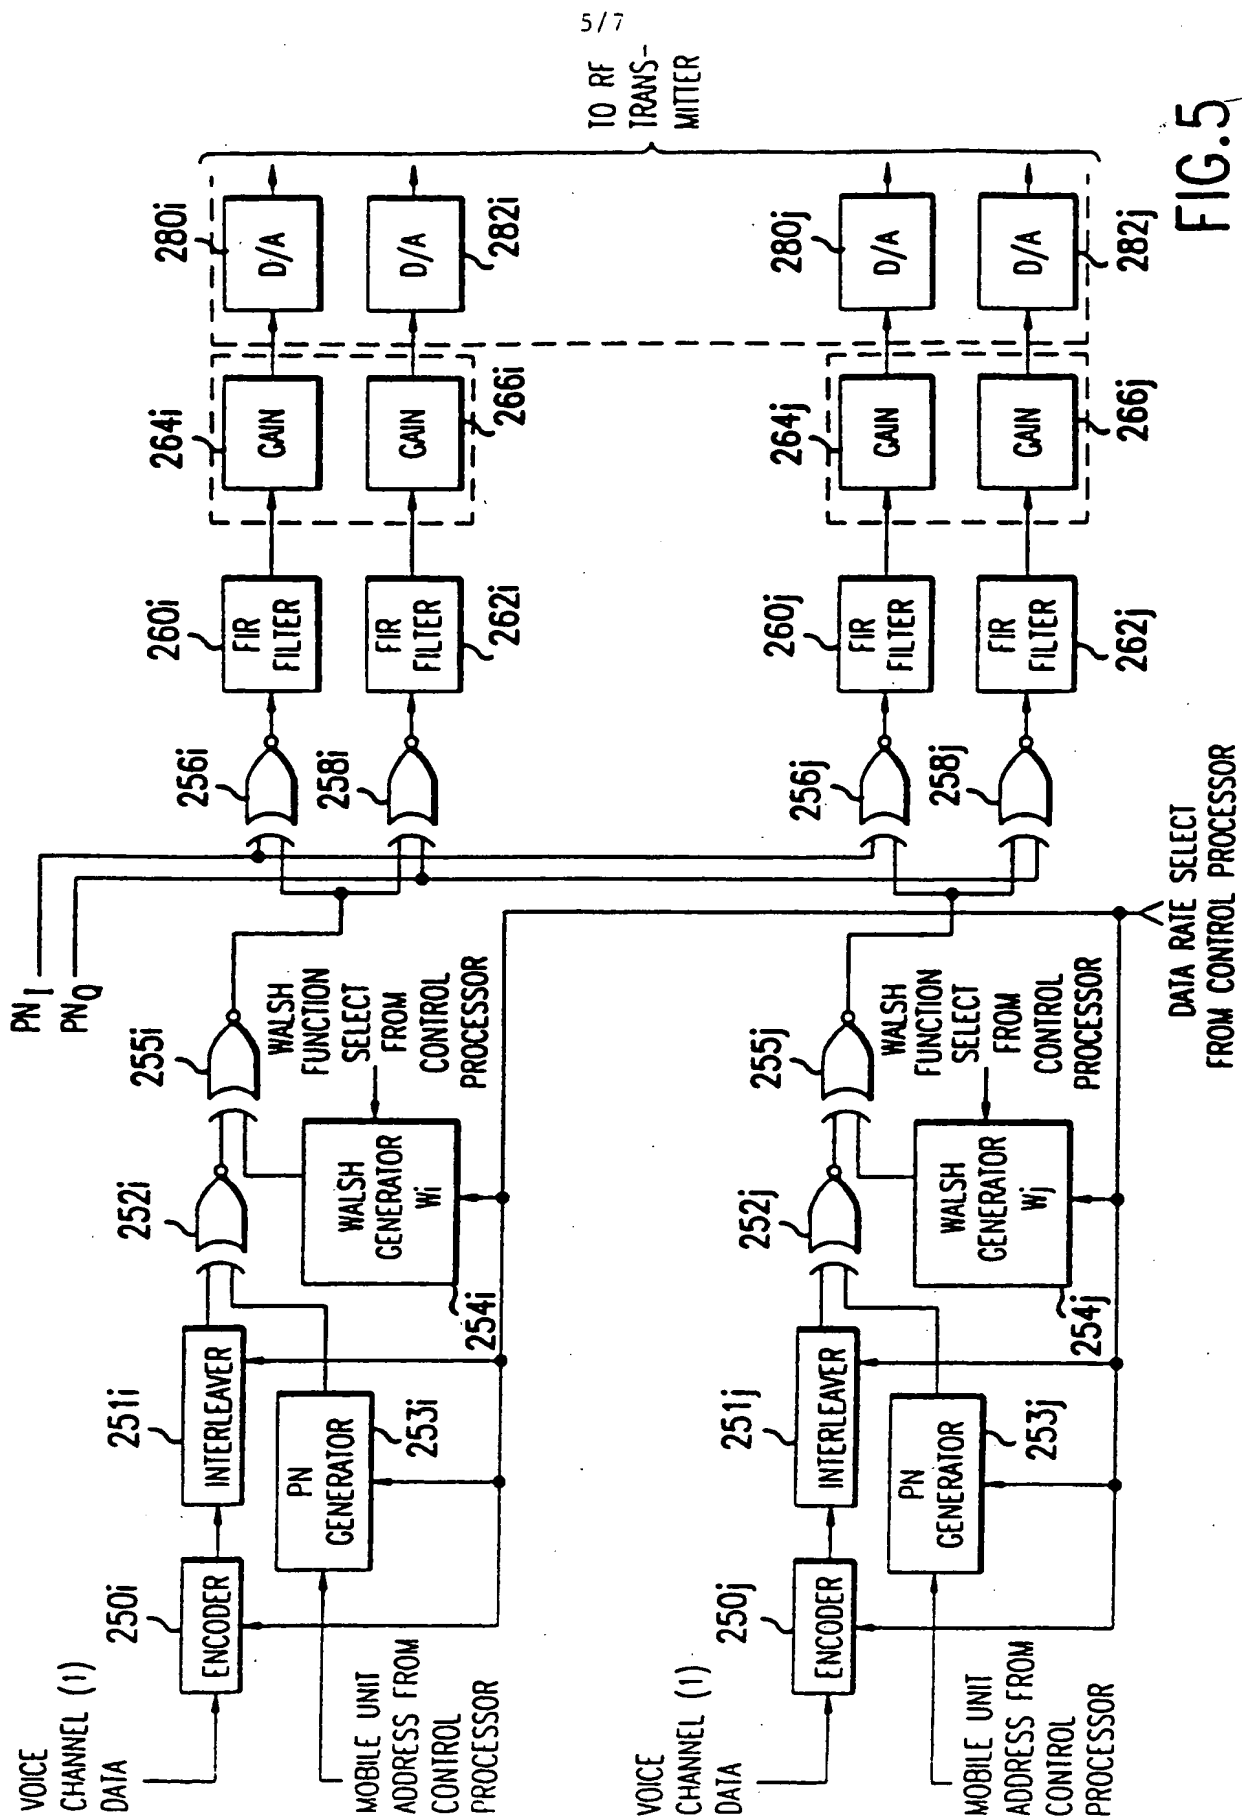 5/7
TO RF
TRANS-
MITTER
280i
D/A
D/A
282i
264i
GAIN
GAIN
266i
260i
FIR
FILTER
FIR
FILTER
262i
256i
258i
PN I
PN Q
255i
WALSH
FUNCTION
SELECT
FROM
CONTROL
PROCESSOR
252i
WALSH
GENERATOR
Wi
254i
251i
INTERLEAVER
PN
GENERATOR
253i
250i
ENCODER
VOICE
CHANNEL (1)
DATA
MOBILE UNIT
ADDRESS FROM
CONTROL
PROCESSOR
280j
D/A
D/A
282j
264j
GAIN
GAIN
266j
260j
FIR
FILTER
FIR
FILTER
262j
256j
258j
255j
WALSH
FUNCTION
SELECT
FROM
CONTROL
PROCESSOR
252j
WALSH
GENERATOR
Wj
254j
251j
INTERLEAVER
PN
GENERATOR
253j
250j
ENCODER
VOICE
CHANNEL (1)
DATA
MOBILE UNIT
ADDRESS FROM
CONTROL
PROCESSOR
DATA RATE SELECT
FROM CONTROL PROCESSOR
FIG.5